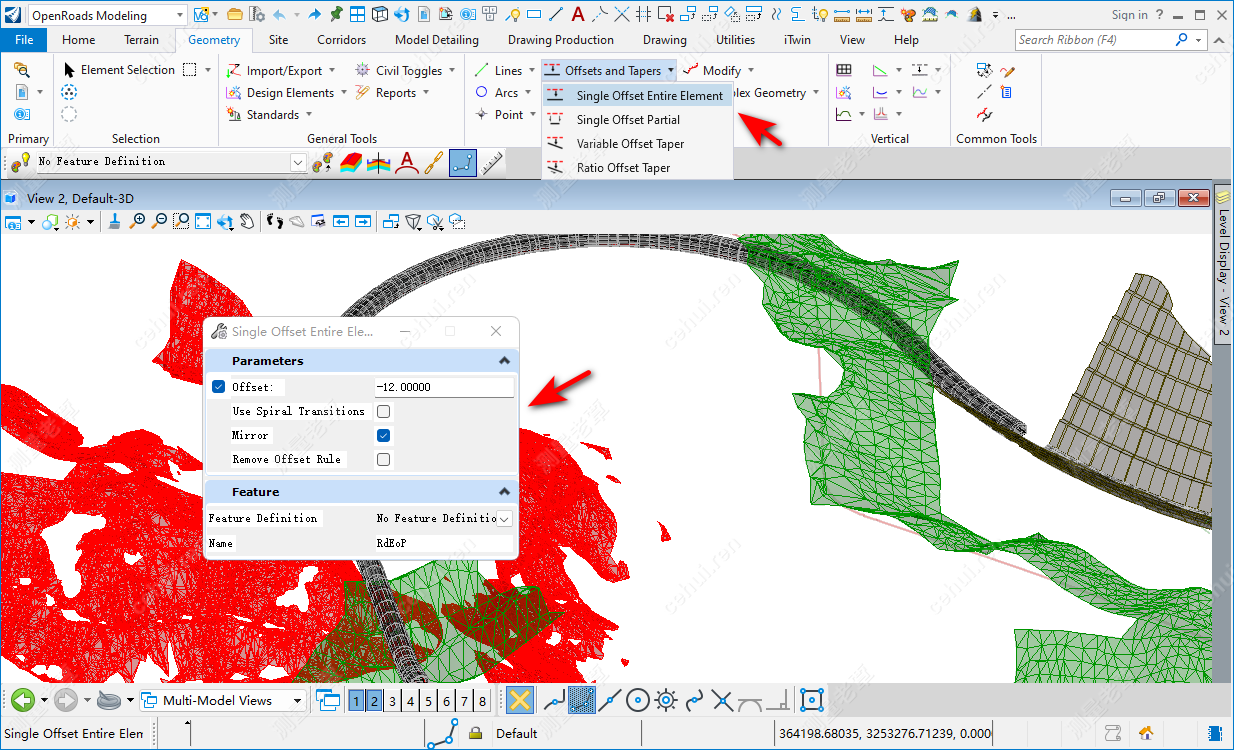 OpenRoads Modeling
Sign in
File
Home
Terrain
Geometry
Site
Corridors
Model Detailing
Drawing Production
Drawing
Utilities
iTwin
View
Help
Search Ribbon (F4)
Element Selection
Import/Export
Design Elements
Standards
Civil Toggles
Reports
Lines
Arcs
Point
Offsets and Tapers
Modify
plex Geometry
Single Offset Entire Element
Single Offset Partial
Variable Offset Taper
Ratio Offset Taper
Primary
Selection
General Tools
Vertical
Common Tools
No Feature Definition
View 2, Default-3D
Level Display - View 2
Single Offset Entire Ele...
Parameters
Offset:
-12.00000
Use Spiral Transitions
Mirror
Remove Offset Rule
Feature
Feature Definition
No Feature Definitio
Name
RdEoP
Multi-Model Views
1 2 3 4 5 6 7 8
Single Offset Entire Elem
Default
364198.68035, 3253276.71239, 0.000
ceshui.ren